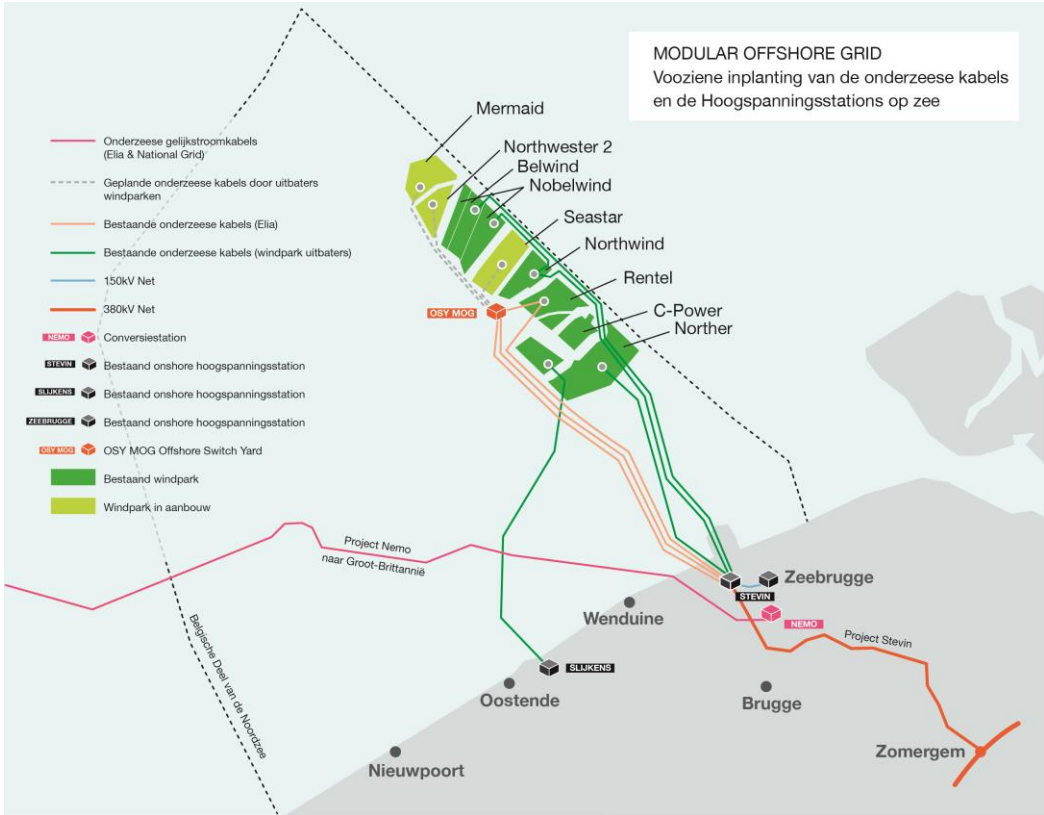 MODULAR OFFSHORE GRID
Vooziene inplanting van de onderzeese kabels
en de Hoogspanningsstations op zee
Mermaid
Northwester 2
Belwind
Nobelwind
Seastar
Northwind
Rentel
C-Power
Norther
Onderzeese gelijkstroomkabels
(Elia & National Grid)
Geplande onderzeese kabels door uitbaters
windparken
Bestaande onderzeese kabels (Elia)
Bestaande onderzeese kabels (windpark uitbaters)
150kV Net
380kV Net
NEMO Conversiestation
STEVIN Bestaand onshore hoogspanningsstation
SLIJKENS Bestaand onshore hoogspanningsstation
ZEEBRUGGE Bestaand onshore hoogspanningsstation
OSY MOG OSY MOG Offshore Switch Yard
Bestaand windpark
Windpark in aanbouw
OSY MOG
Project Nemo
naar Groot-Brittannië
Belgische Deel van de Noordzee
Zeebrugge
STEVIN
NEMO
Wenduine
Project Stevin
SLIJKENS
Oostende
Brugge
Zomergem
Nieuwpoort